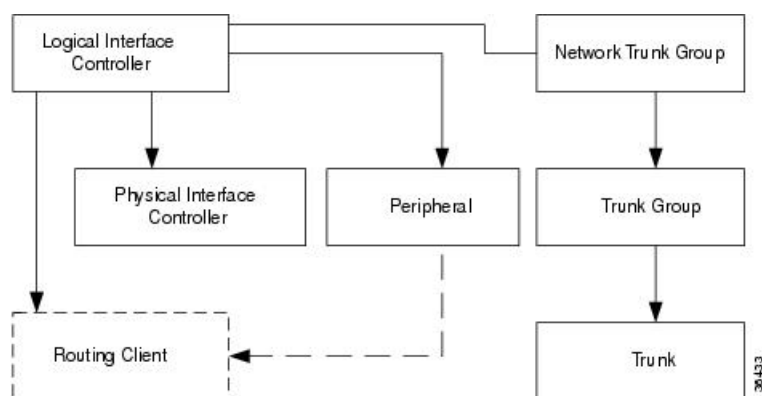 Logical Interface
Controller
Network Trunk Group
Physical Interface
Controller
Peripheral
Trunk Group
Routing Client
Trunk
36433